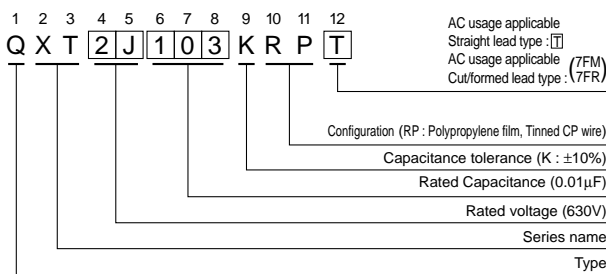 1 2 3 4 5 6 7 8 9 10 11 12
Q X T 2 J 1 0 3 K R P T
AC usage applicable
Straight lead type : T
AC usage applicable (7FM
Cut/formed lead type : 7FR)
Configuration (RP : Polypropylene film, Tinned CP wire)
Capacitance tolerance (K : ±10%)
Rated Capacitance (0.01µF)
Rated voltage (630V)
Series name
Type